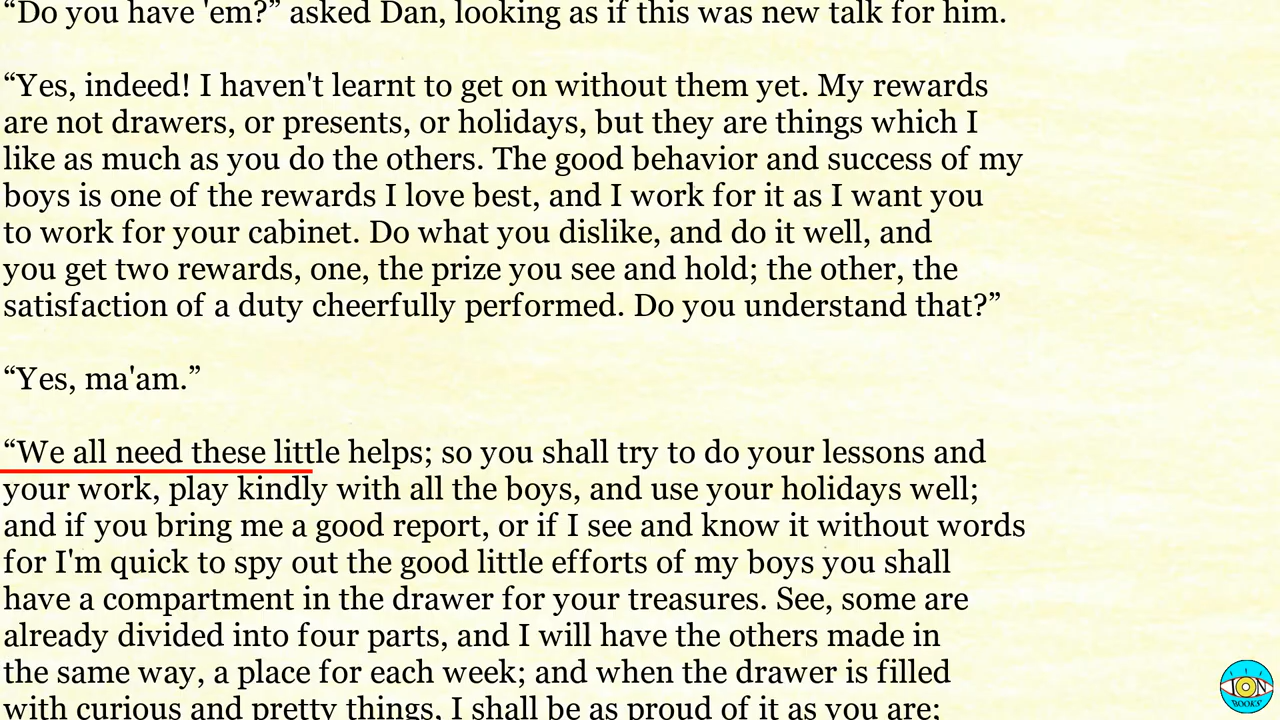 “Do you have 'em?” asked Dan, looking as if this was new talk for him.
“Yes, indeed! I haven't learnt to get on without them yet. My rewards
are not drawers, or presents, or holidays, but they are things which I
like as much as you do the others. The good behavior and success of my
boys is one of the rewards I love best, and I work for it as I want you
to work for your cabinet. Do what you dislike, and do it well, and
you get two rewards, one, the prize you see and hold; the other, the
satisfaction of a duty cheerfully performed. Do you understand that?”
“Yes, ma'am.”
“We all need these little helps; so you shall try to do your lessons and
your work, play kindly with all the boys, and use your holidays well;
and if you bring me a good report, or if I see and know it without words
for I'm quick to spy out the good little efforts of my boys you shall
have a compartment in the drawer for your treasures. See, some are
already divided into four parts, and I will have the others made in
the same way, a place for each week; and when the drawer is filled
with curious and pretty things, I shall be as proud of it as you are;
ION
BOOKS